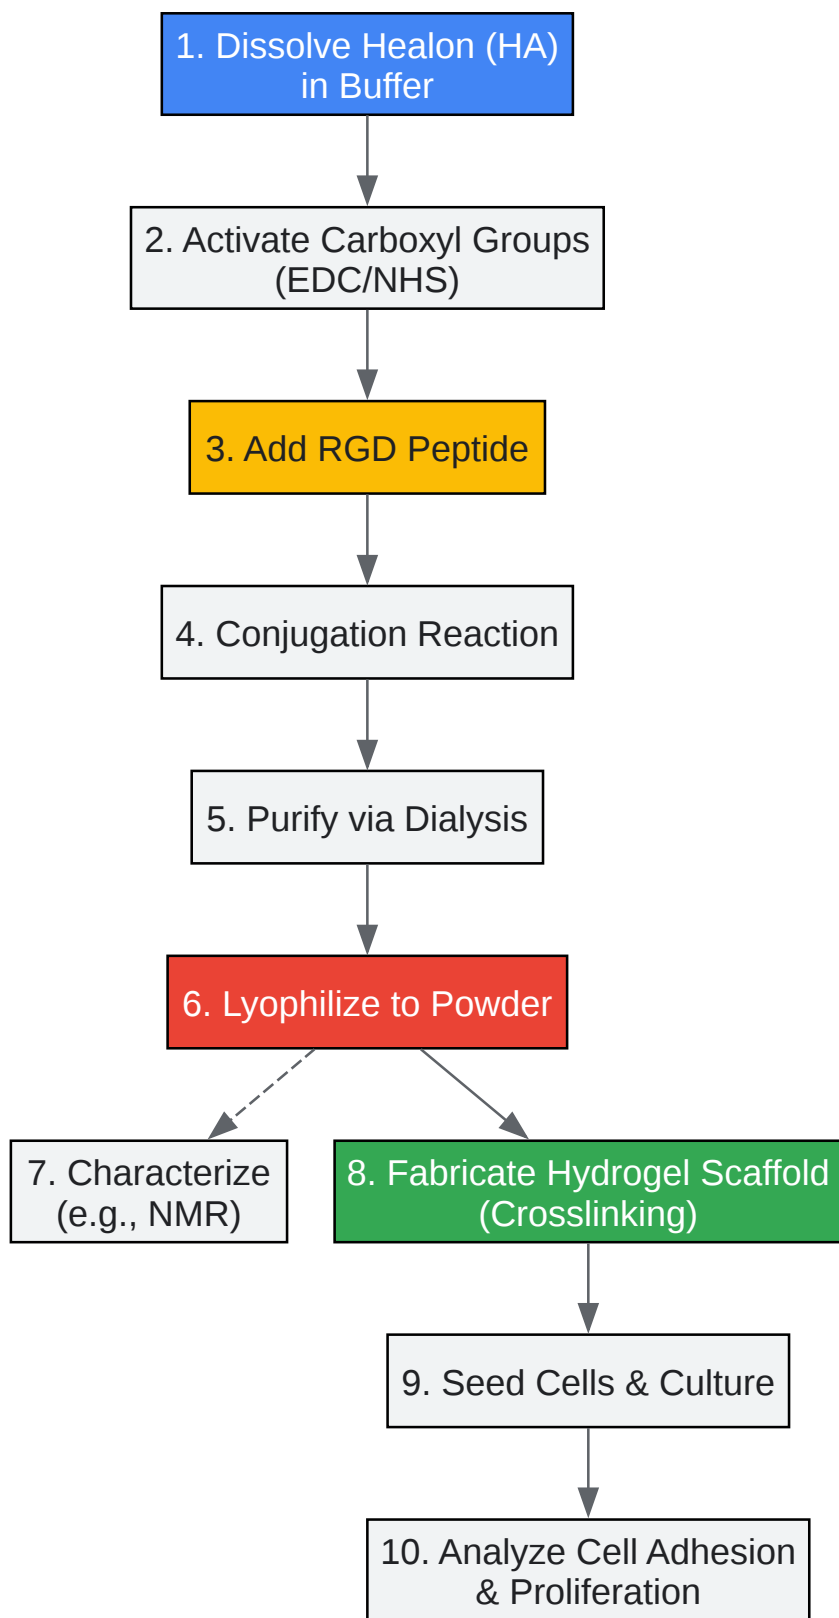 1. Dissolve Healon (HA)
in Buffer
2. Activate Carboxyl Groups
(EDC/NHS)
3. Add RGD Peptide
4. Conjugation Reaction
5. Purify via Dialysis
6. Lyophilize to Powder
7. Characterize
(e.g., NMR)
8. Fabricate Hydrogel Scaffold
(Crosslinking)
9. Seed Cells & Culture
10. Analyze Cell Adhesion
& Proliferation